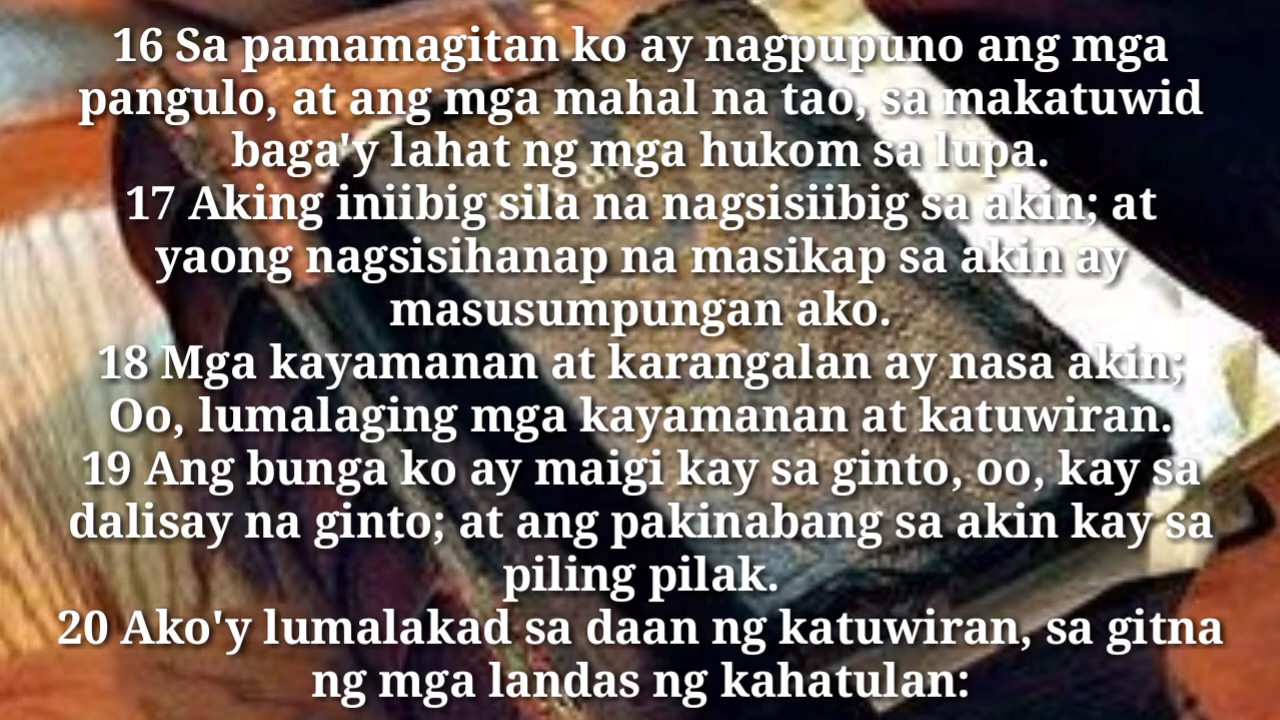 16 Sa pamamagitan ko ay nagpupuno ang mga
pangulo, at ang mga mahal na tao, sa makatuwid
baga'y lahat ng mga hukom sa lupa.
17 Aking iniibig sila na nagsisiibig sa akin; at
yaong nagsisihanap na masikap sa akin ay
masusumpungan ako.
18 Mga kayamanan at karangalan ay nasa akin;
Oo, lumalaging mga kayamanan at katuwiran.
19 Ang bunga ko ay maigi kay sa ginto, oo, kay sa
dalisay na ginto; at ang pakinabang sa akin kay sa
piling pilak.
20 Ako'y lumalakad sa daan ng katuwiran, sa gitna
ng mga landas ng kahatulan: